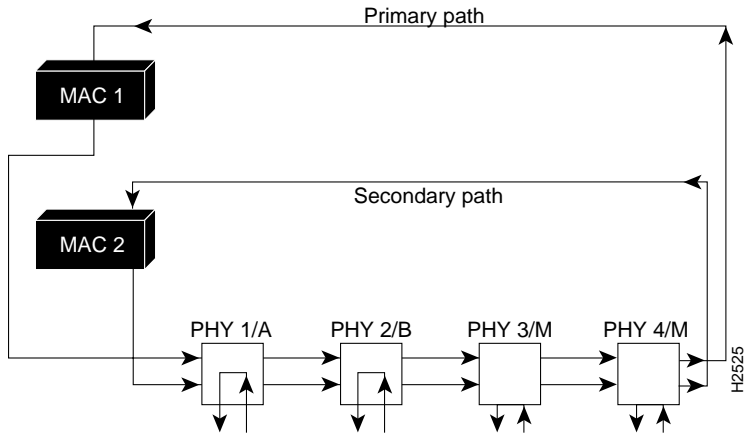 Primary path
MAC 1
Secondary path
MAC 2
PHY 1/A PHY 2/B PHY 3/M PHY 4/M
H2525